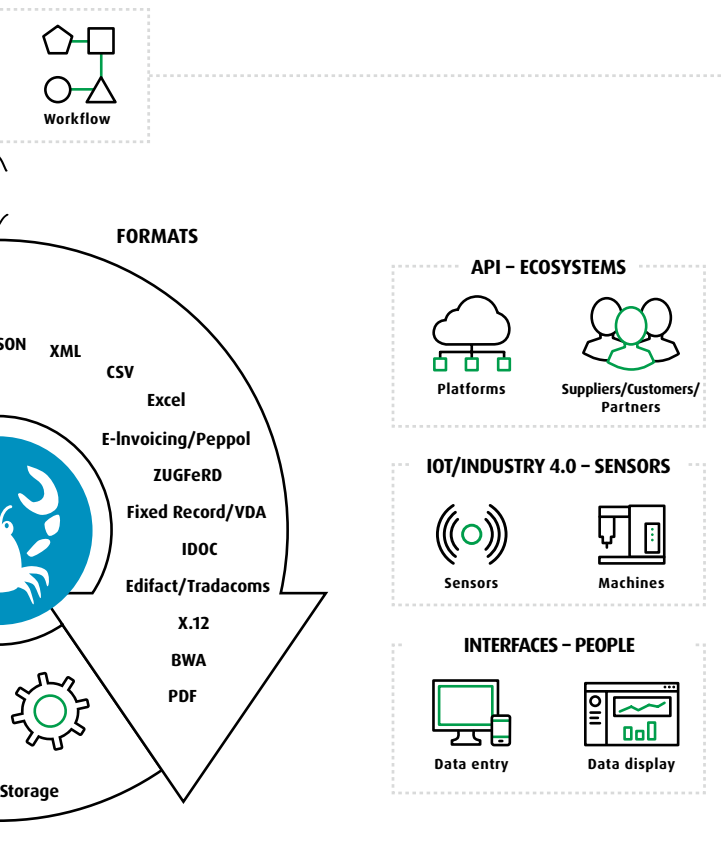 Workflow
FORMATS
SON
XML
CSV
Excel
E-Invoicing/Peppol
ZUGFeRD
Fixed Record/VDA
IDOC
Edifact/Tradacoms
X.12
BWA
PDF
Storage
API – ECOSYSTEMS
Platforms
Suppliers/Customers/
Partners
IOT/INDUSTRY 4.0 – SENSORS
Sensors
Machines
INTERFACES – PEOPLE
Data entry
Data display